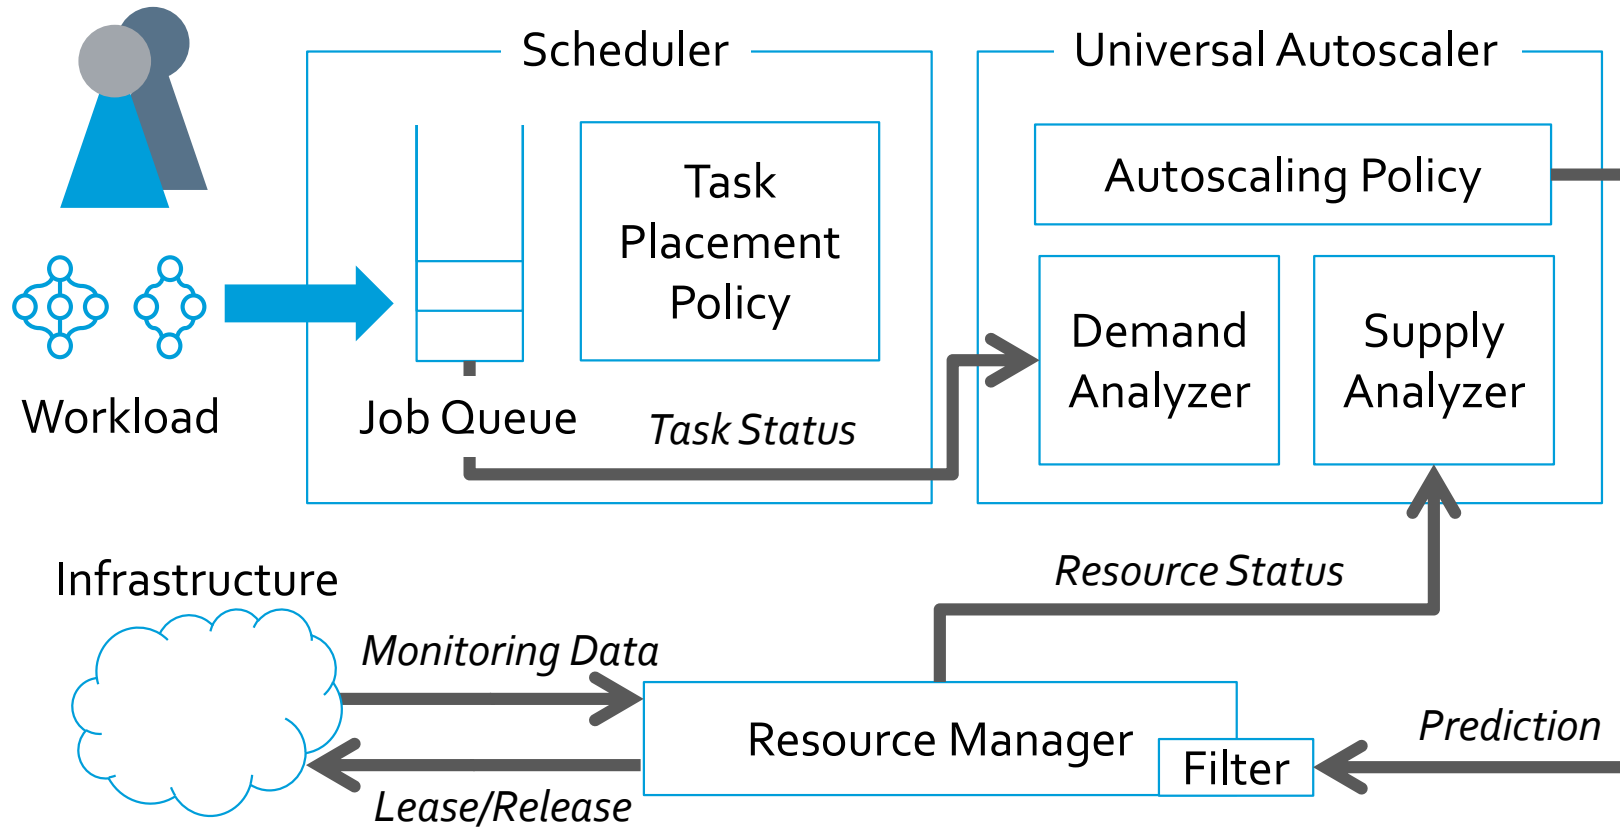 Scheduler
Universal Autoscaler
Task
Placement
Policy
Autoscaling Policy
Demand
Analyzer
Supply
Analyzer
Workload
Job Queue
Task Status
Infrastructure
Resource Status
Monitoring Data
Resource Manager
Filter
Prediction
Lease/Release